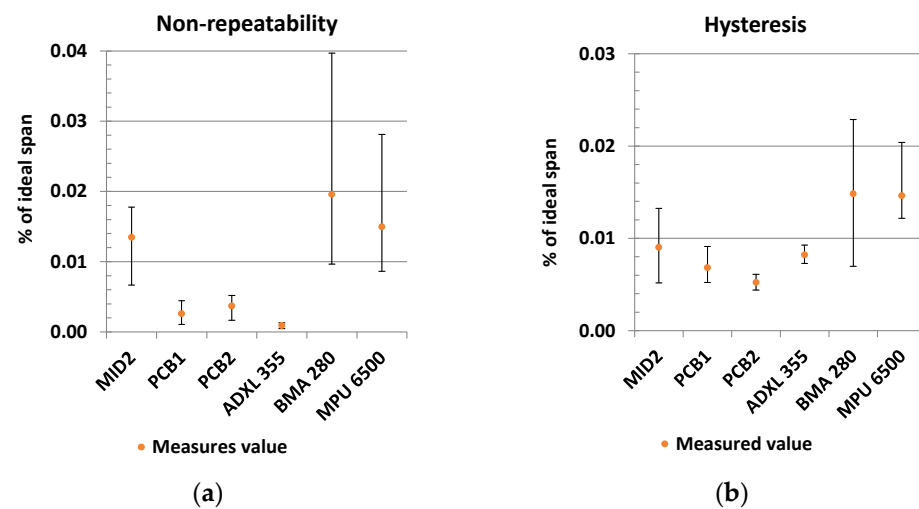 Non-repeatability
% of ideal span
0.04
0.03
0.02
0.01
0.00
MID2
PCB1
PCB2
ADXL 355
BMA 280
MPU 6500
Measures value
(a)
Hysteresis
% of ideal span
0.03
0.02
0.01
0.00
MID2
PCB1
PCB2
ADXL 355
BMA 280
MPU 6500
Measured value
(b)